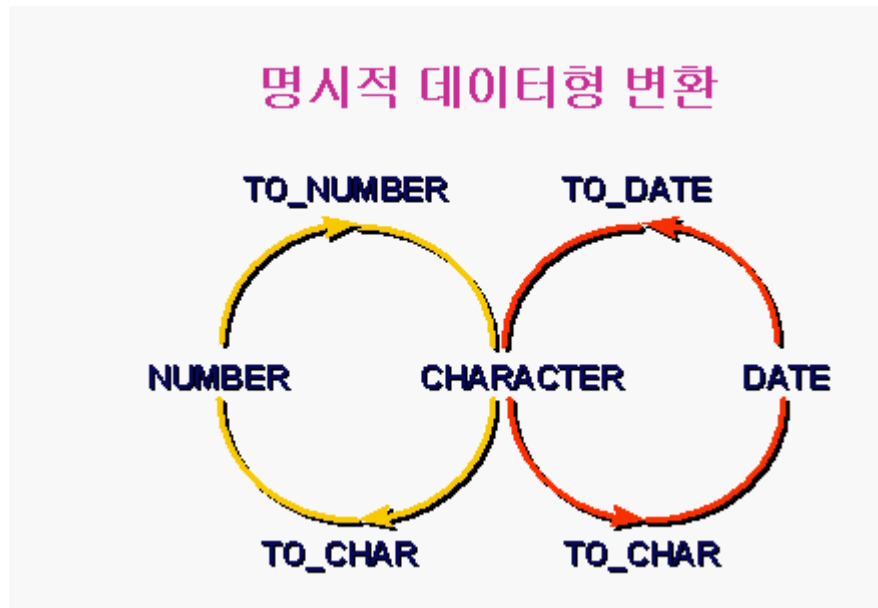 명시적 데이터형 변환
TO_NUMBER TO_DATE
NUMBER CHARACTER DATE
TO_CHAR TO_CHAR